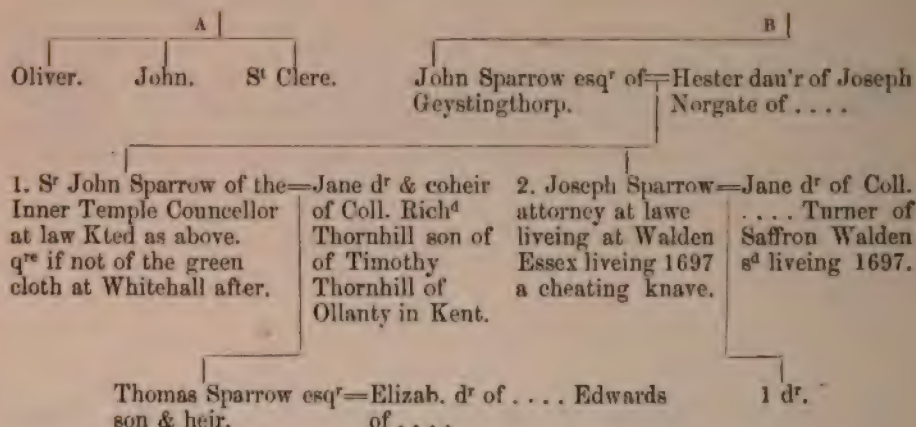 A B
Oliver. John. Sᵗ Clere. John Sparrow esqʳ of=Hester dau'r of Joseph
Geystingthorp. Norgate of . . . .
1. Sʳ John Sparrow of the=Jane dʳ & coheir 2. Joseph Sparrow=Jane dʳ of Coll.
Inner Temple Councellor of Coll. Richᵈ attorney at lawe . . . . Turner of
at law Kted as above. Thornhill son of liveing at Walden Saffron Walden
qʳᵉ if not of the green of Timothy Essex liveing 1697 sᵈ liveing 1697.
cloth at Whitehall after. Thornhill of a cheating knave.
Ollanty in Kent.
Thomas Sparrow esqʳ=Elizab. dʳ of . . . . Edwards 1 dʳ.
son & heir. of . . . .